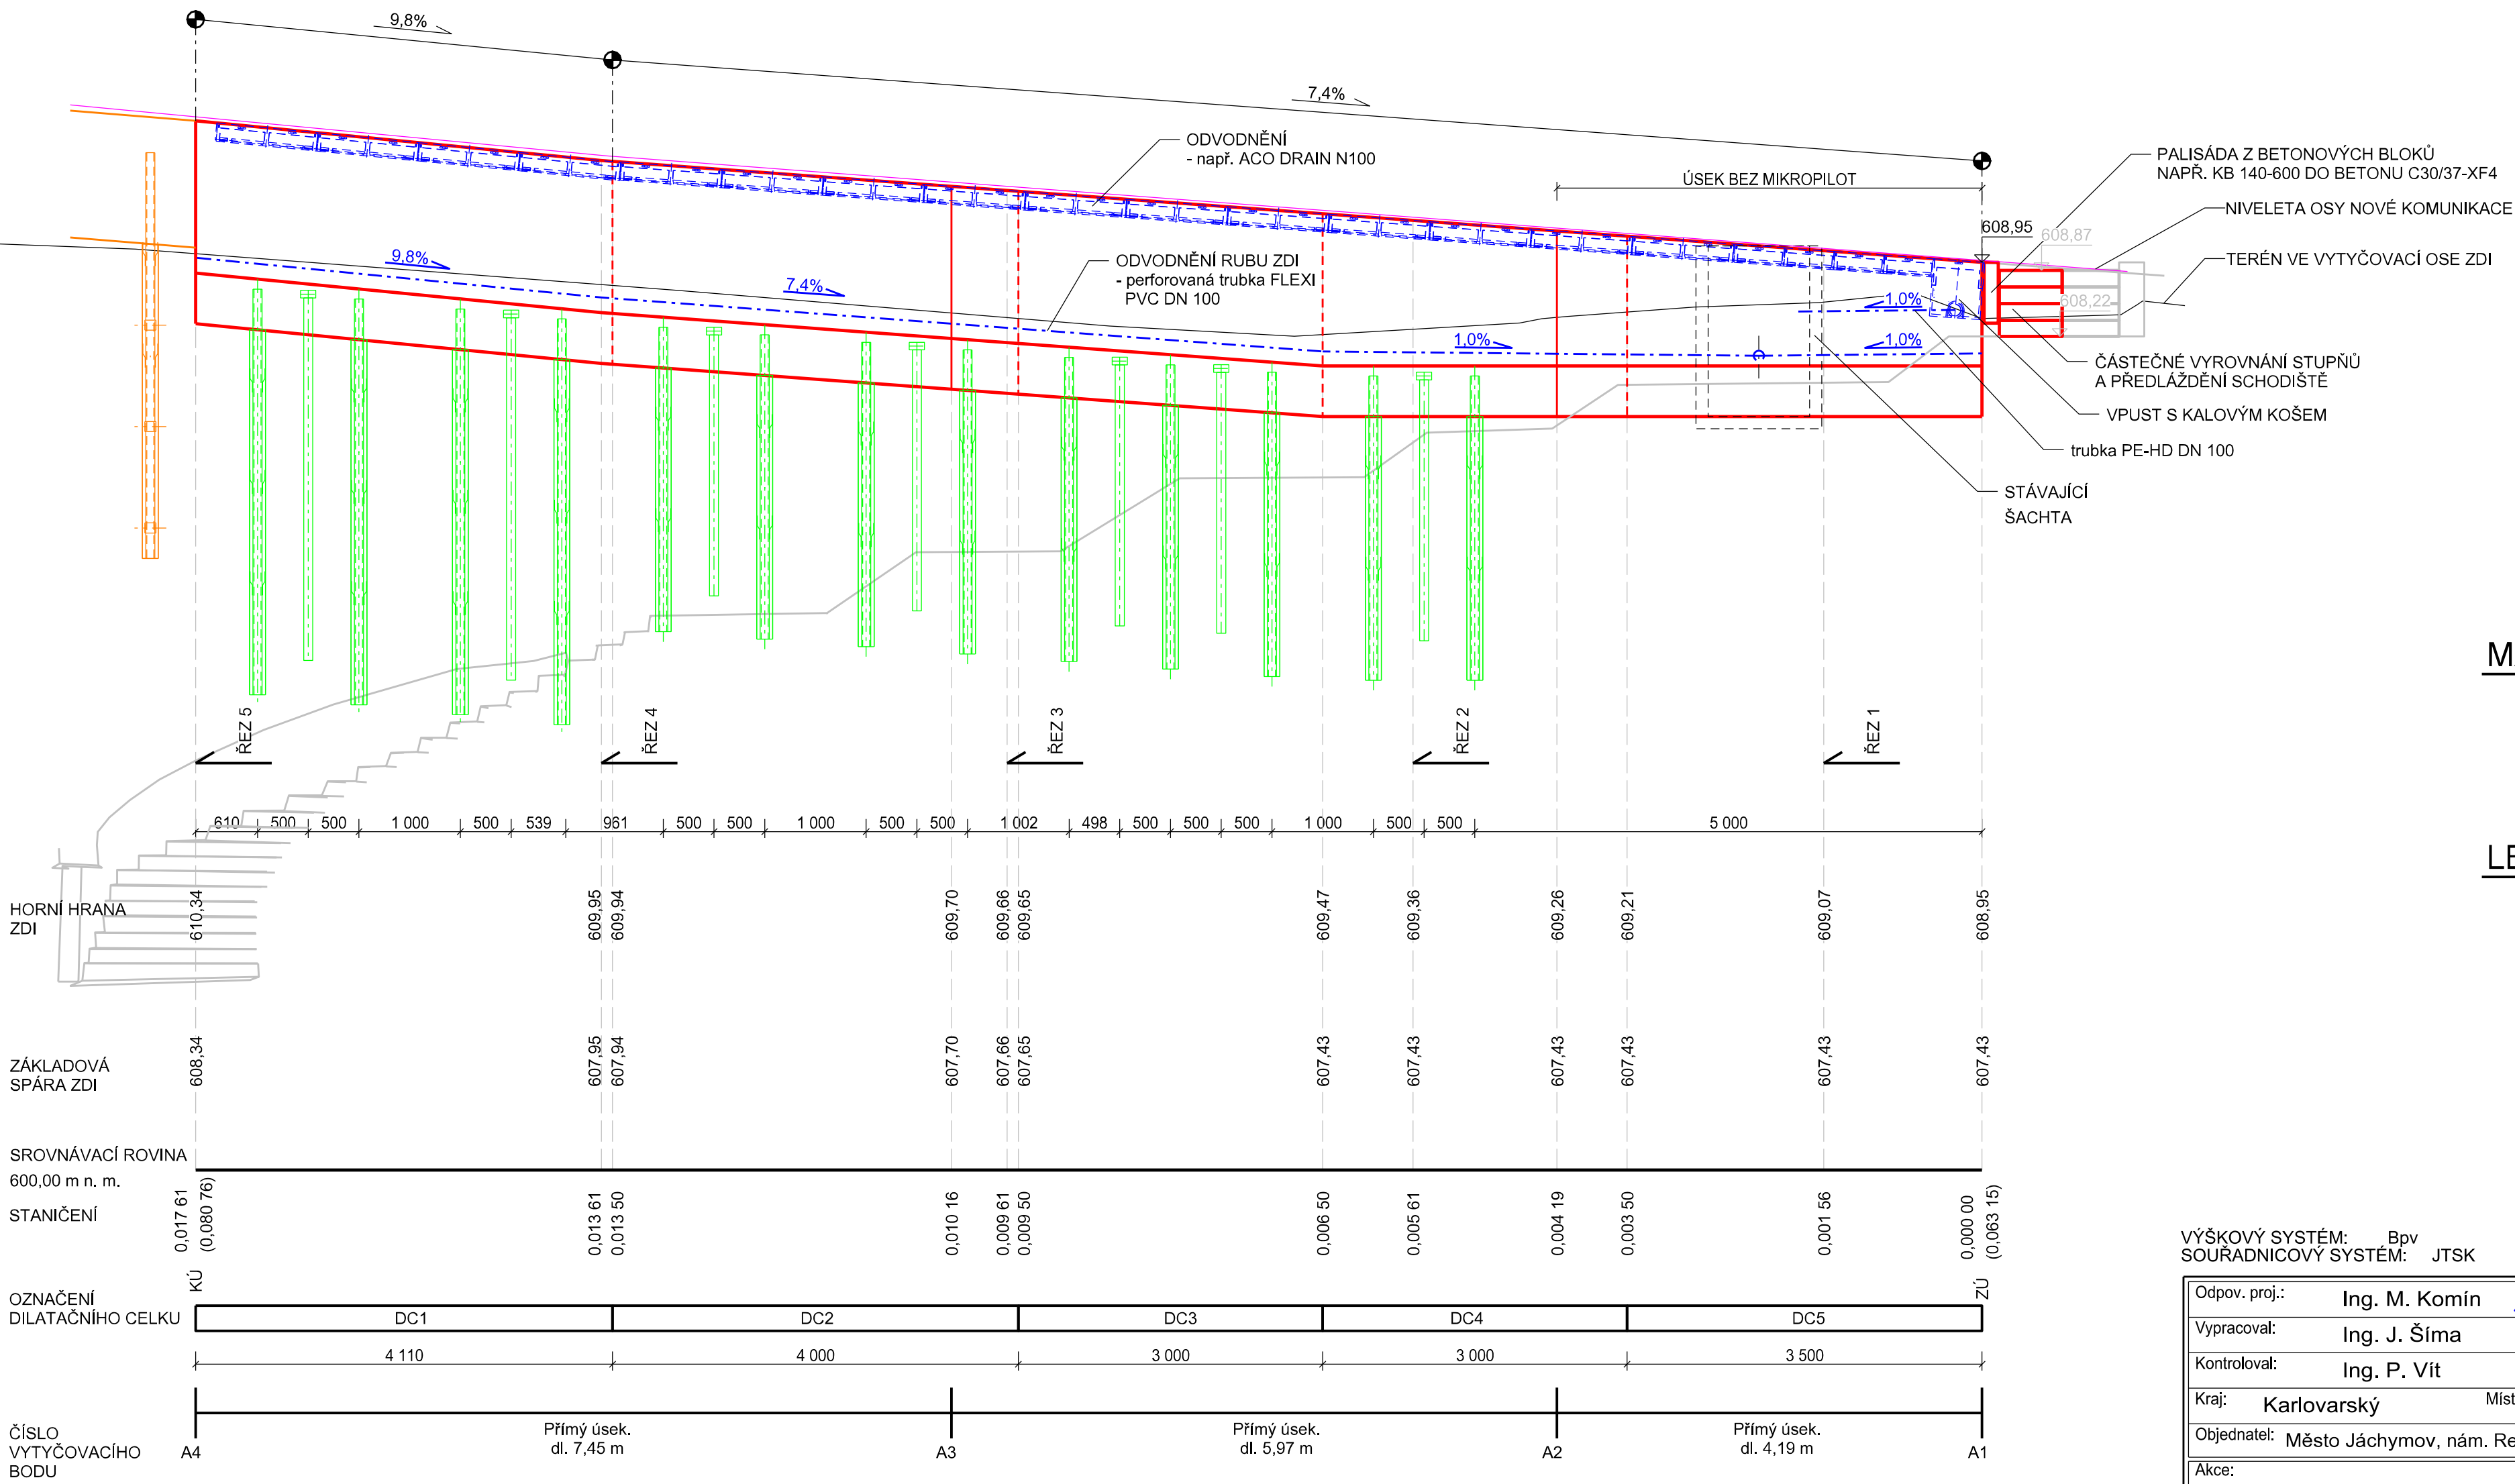 9,8%
7,4%
ODVODNĚNÍ
- např. ACO DRAIN N100
ÚSEK BEZ MIKROPILOT
PALISÁDA Z BETONOVÝCH BLOKŮ
NAPŘ. KB 140-600 DO BETONU C30/37-XF4
NIVELETA OSY NOVÉ KOMUNIKACE
608,95
608,87
TERÉN VE VYTYČOVACÍ OSE ZDI
9,8%
ODVODNĚNÍ RUBU ZDI
- perforovaná trubka FLEXI
PVC DN 100
7,4%
1,0%
608,22
1,0%
1,0%
ČÁSTEČNÉ VYROVNÁNÍ STUPŇŮ
A PŘEDLÁŽDĚNÍ SCHODIŠTĚ
VPUST S KALOVÝM KOŠEM
trubka PE-HD DN 100
STÁVAJÍCÍ
ŠACHTA
ŘEZ 5
ŘEZ 4
ŘEZ 3
ŘEZ 2
ŘEZ 1
610 500 500 1 000 500 539 961 500 500 1 000 500 500 1 002 498 500 500 500 1 000 500 500 5 000
HORNÍ HRANA
ZDI
610,34 609,95 609,94 609,70 609,66 609,65 609,47 609,36 609,26 609,21 609,07 608,95
ZÁKLADOVÁ
SPÁRA ZDI
608,34 607,95 607,94 607,70 607,66 607,65 607,43 607,43 607,43 607,43 607,43 607,43
SROVNÁVACÍ ROVINA
600,00 m n. m.
STANIČENÍ
0,017 61 (0,080 76) 0,013 61 0,013 50 0,010 16 0,009 61 0,009 50 0,006 50 0,005 61 0,004 19 0,003 50 0,001 56 0,000 00 (0,063 15)
KÚ ZÚ
OZNAČENÍ
DILATAČNÍHO CELKU
DC1 DC2 DC3 DC4 DC5
4 110 4 000 3 000 3 000 3 500
ČÍSLO
VYTYČOVACÍHO
BODU
A4 A3 A2 A1
Přímý úsek.
dl. 7,45 m
Přímý úsek.
dl. 5,97 m
Přímý úsek.
dl. 4,19 m
VÝŠKOVÝ SYSTÉM: Bpv
SOUŘADNICOVÝ SYSTÉM: JTSK
Odpov. proj.: Ing. M. Komín
Vypracoval: Ing. J. Šíma
Kontroloval: Ing. P. Vít
Kraj: Karlovarský
Objednatel: Město Jáchymov, nám.
Akce: